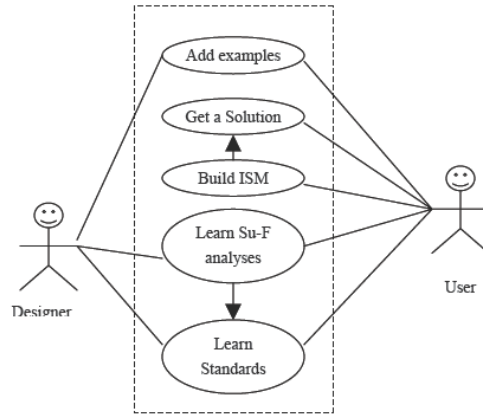 Add examples
Get a Solution
Build ISM
Learn Su-F
analyses
Designer
User
Learn
Standards